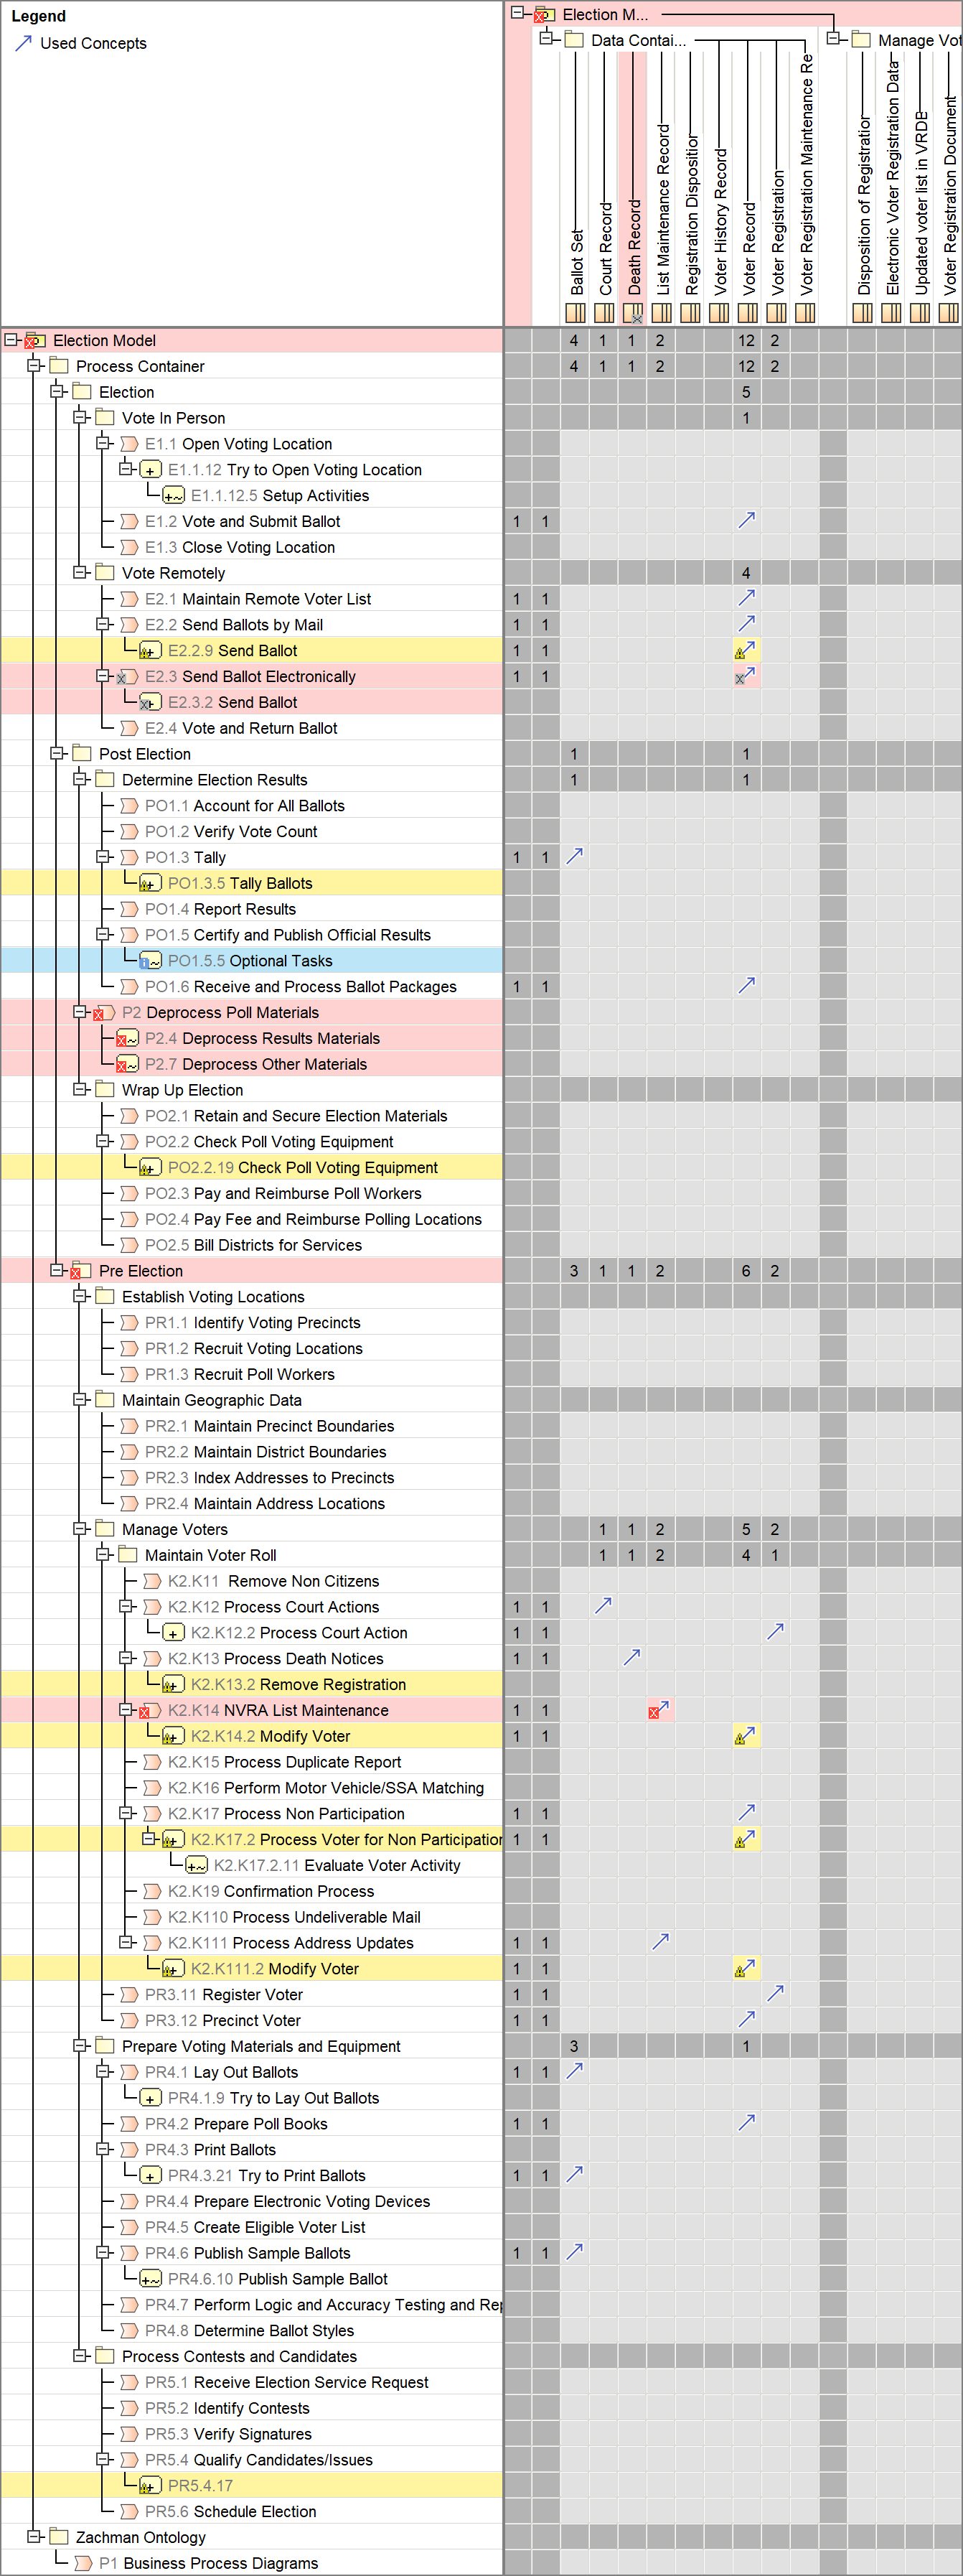 Legend
Used Concepts
Election M...
Data Contai...
Manage Vot
Ballot Set
Court Record
Death Record
List Maintenance Record
Registration Disposition
Voter History Record
Voter Record
Voter Registration
Voter Registration Maintenance Re
Disposition of Registration
Electronic Voter Registration Data
Updated voter list in VRDB
Voter Registration Document
Election Model 4 1 1 2 12 2
Process Container 4 1 1 2 12 2
Election 5
Vote In Person 1
E1.1 Open Voting Location
E1.1.12 Try to Open Voting Location
E1.1.12.5 Setup Activities
E1.2 Vote and Submit Ballot 1 1
E1.3 Close Voting Location
Vote Remotely 4
E2.1 Maintain Remote Voter List 1 1
E2.2 Send Ballots by Mail 1 1
E2.2.9 Send Ballot 1 1
E2.3 Send Ballot Electronically 1 1
E2.3.2 Send Ballot
E2.4 Vote and Return Ballot
Post Election 1 1
Determine Election Results 1 1
PO1.1 Account for All Ballots
PO1.2 Verify Vote Count
PO1.3 Tally 1 1
PO1.3.5 Tally Ballots
PO1.4 Report Results
PO1.5 Certify and Publish Official Results
PO1.5.5 Optional Tasks
PO1.6 Receive and Process Ballot Packages 1 1
P2 Deprocess Poll Materials
P2.4 Deprocess Results Materials
P2.7 Deprocess Other Materials
Wrap Up Election
PO2.1 Retain and Secure Election Materials
PO2.2 Check Poll Voting Equipment
PO2.2.19 Check Poll Voting Equipment
PO2.3 Pay and Reimburse Poll Workers
PO2.4 Pay Fee and Reimburse Polling Locations
PO2.5 Bill Districts for Services
Pre Election 3 1 1 2 6 2
Establish Voting Locations
PR1.1 Identify Voting Precincts
PR1.2 Recruit Voting Locations
PR1.3 Recruit Poll Workers
Maintain Geographic Data
PR2.1 Maintain Precinct Boundaries
PR2.2 Maintain District Boundaries
PR2.3 Index Addresses to Precincts
PR2.4 Maintain Address Locations
Manage Voters 1 1 2 5 2
Maintain Voter Roll 1 1 2 4 1
K2.K11 Remove Non Citizens
K2.K12 Process Court Actions 1 1
K2.K12.2 Process Court Action 1 1
K2.K13 Process Death Notices 1 1
K2.K13.2 Remove Registration
K2.K14 NVRA List Maintenance 1 1
K2.K14.2 Modify Voter 1 1
K2.K15 Process Duplicate Report
K2.K16 Perform Motor Vehicle/SSA Matching
K2.K17 Process Non Participation 1 1
K2.K17.2 Process Voter for Non Participation 1 1
K2.K17.2.11 Evaluate Voter Activity
K2.K19 Confirmation Process
K2.K110 Process Undeliverable Mail
K2.K111 Process Address Updates 1 1
K2.K111.2 Modify Voter 1 1
PR3.11 Register Voter 1 1
PR3.12 Precinct Voter 1 1
Prepare Voting Materials and Equipment 3 1
PR4.1 Lay Out Ballots 1 1
PR4.1.9 Try to Lay Out Ballots
PR4.2 Prepare Poll Books 1 1
PR4.3 Print Ballots
PR4.3.21 Try to Print Ballots 1 1
PR4.4 Prepare Electronic Voting Devices
PR4.5 Create Eligible Voter List
PR4.6 Publish Sample Ballots 1 1
PR4.6.10 Publish Sample Ballot
PR4.7 Perform Logic and Accuracy Testing and Rep
PR4.8 Determine Ballot Styles
Process Contests and Candidates
PR5.1 Receive Election Service Request
PR5.2 Identify Contests
PR5.3 Verify Signatures
PR5.4 Qualify Candidates/Issues
PR5.4.17
PR5.6 Schedule Election
Zachman Ontology
P1 Business Process Diagrams